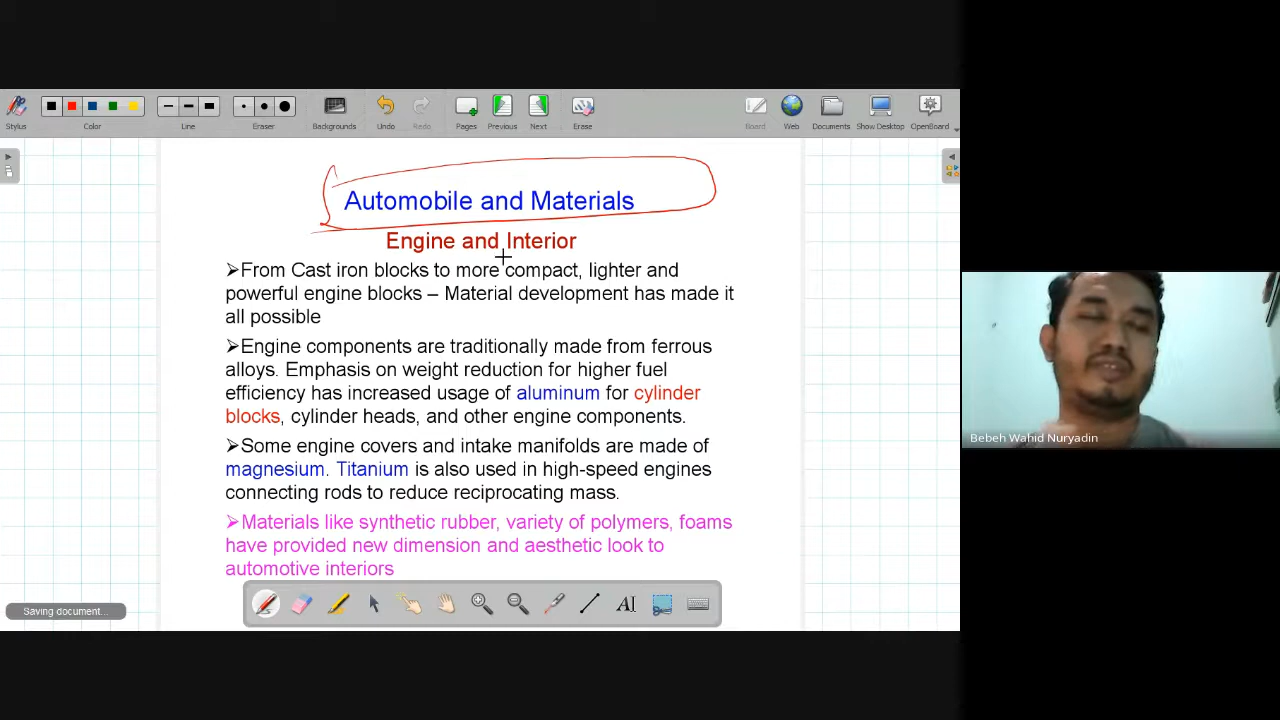 Stylus
Color
Line
Eraser
Backgrounds
Undo
Redo
Pages
Previous
Next
Erase
Board
Web
Documents
Show Desktop
OpenBoard
Automobile and Materials
Engine and Interior
➢From Cast iron blocks to more compact, lighter and
powerful engine blocks – Material development has made it
all possible
➢Engine components are traditionally made from ferrous
alloys. Emphasis on weight reduction for higher fuel
efficiency has increased usage of aluminum for cylinder
blocks, cylinder heads, and other engine components.
➢Some engine covers and intake manifolds are made of
magnesium. Titanium is also used in high-speed engines
connecting rods to reduce reciprocating mass.
➢Materials like synthetic rubber, variety of polymers, foams
have provided new dimension and aesthetic look to
automotive interiors
AI
Saving document...
Bebeh Wahid Nuryadin